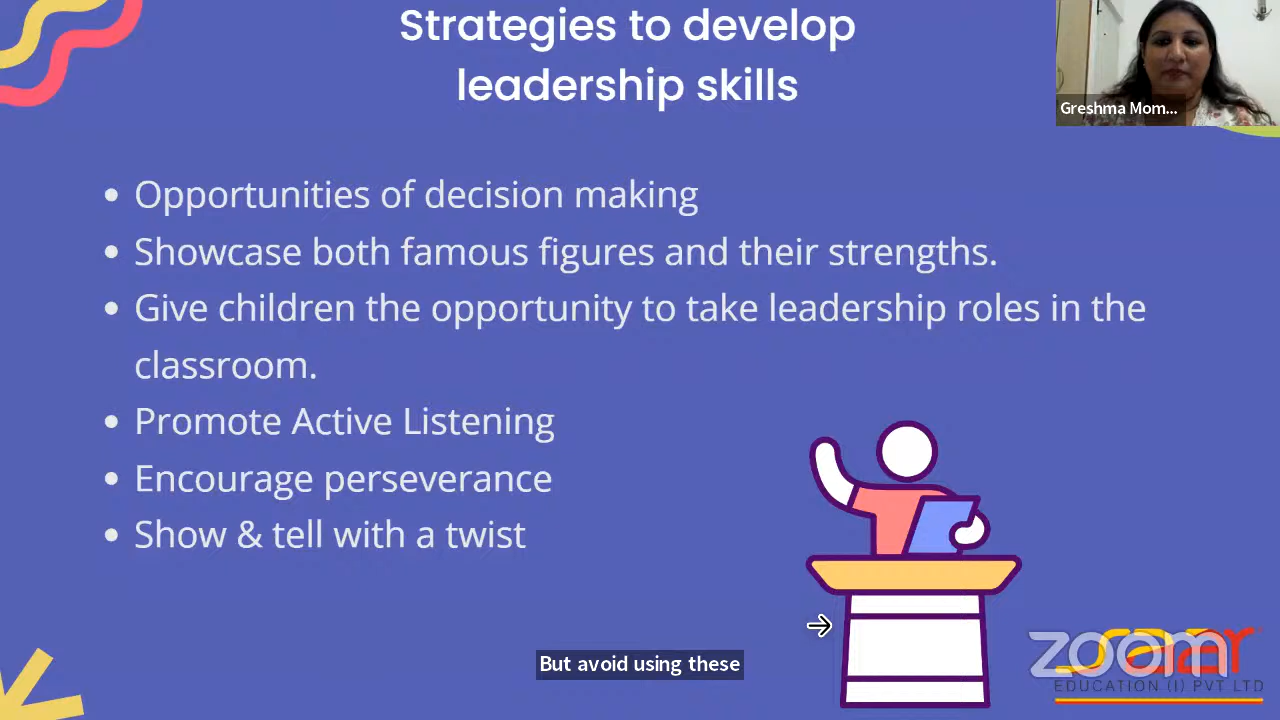 Strategies to develop
leadership skills
Greshma Mom...
• Opportunities of decision making
• Showcase both famous figures and their strengths.
• Give children the opportunity to take leadership roles in the
classroom.
• Promote Active Listening
• Encourage perseverance
• Show & tell with a twist
But avoid using these
zoom
EDUCATION (I) PVT LTD